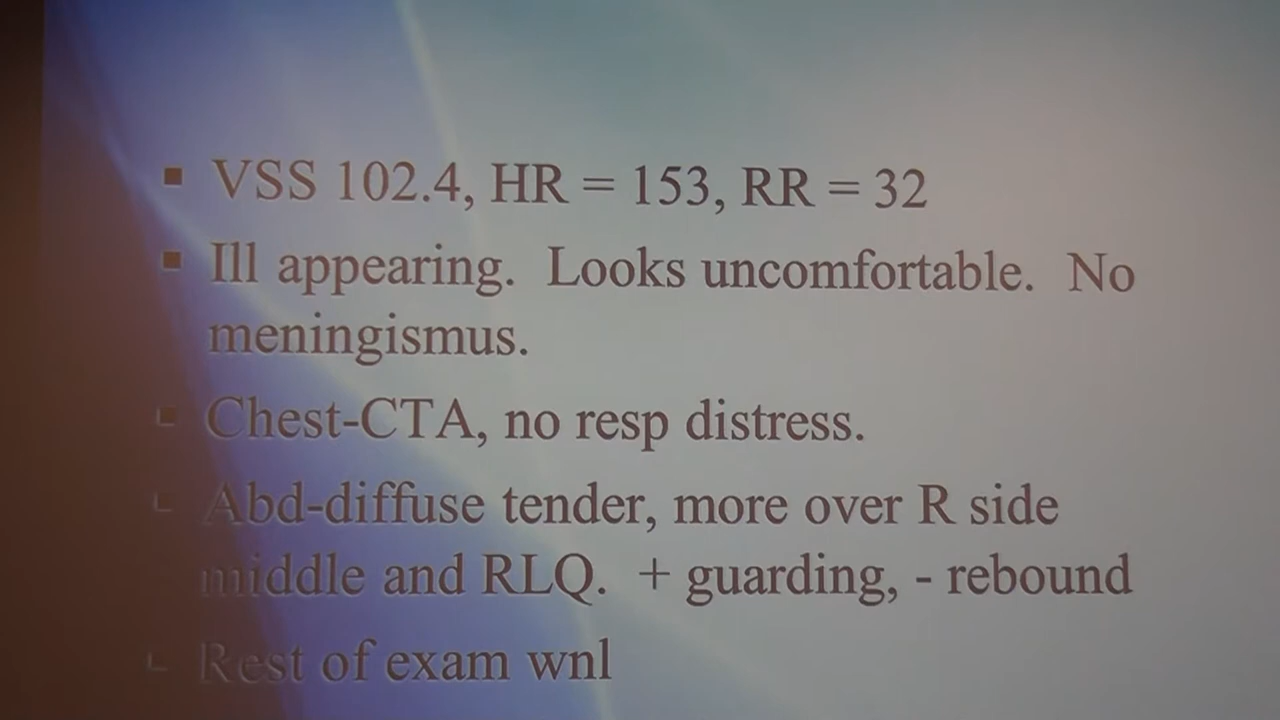 ▪ VSS 102.4, HR = 153, RR = 32
▪ Ill appearing. Looks uncomfortable. No
meningismus.
▪ Chest-CTA, no resp distress.
▪ Abd-diffuse tender, more over R side
middle and RLQ. + guarding, - rebound
▪ Rest of exam wnl